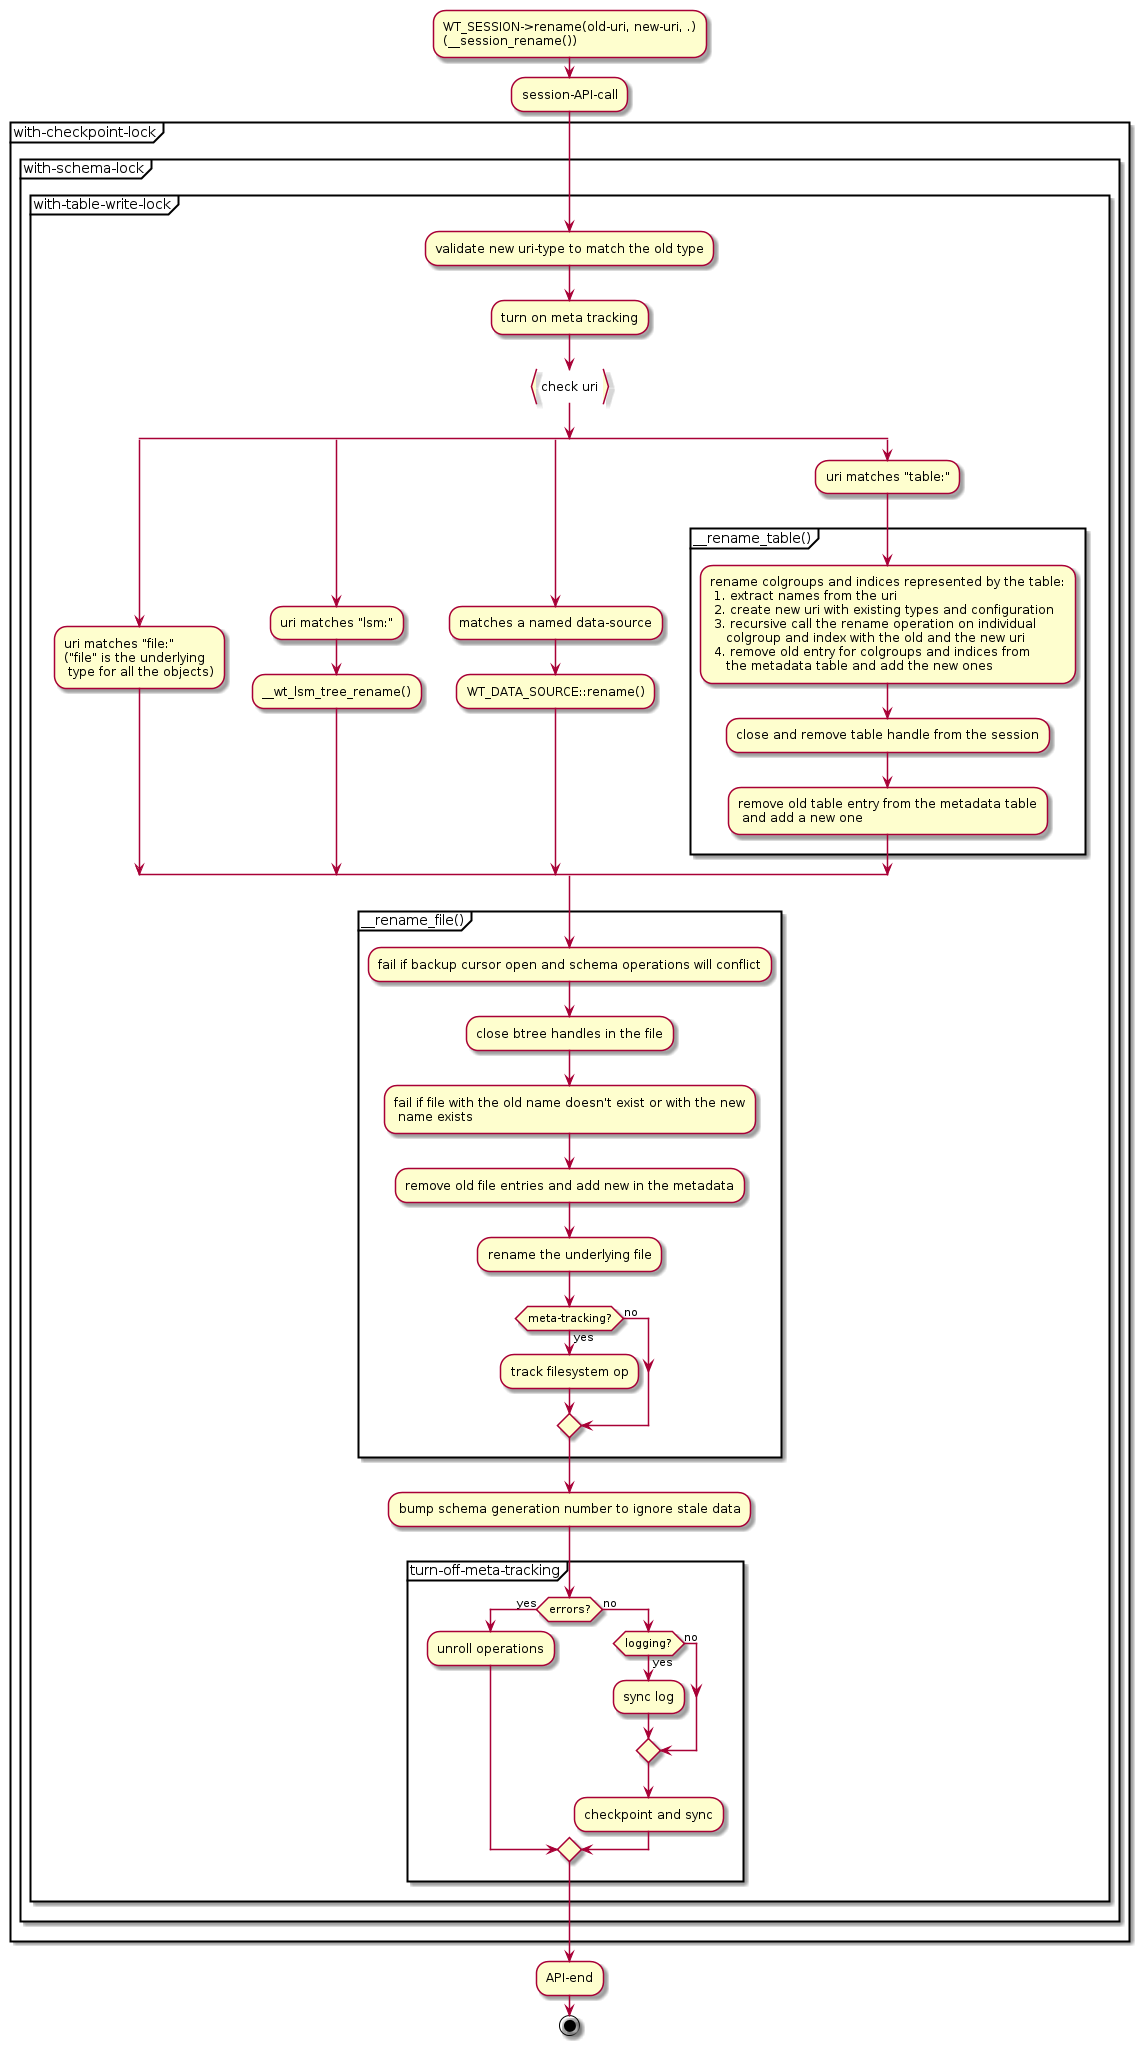 WT_SESSION->rename(old-uri, new-uri, .)
(__session_rename())
session-API-call
with-checkpoint-lock
with-schema-lock
with-table-write-lock
validate new uri-type to match the old type
turn on meta tracking
check uri
uri matches "file:"
("file" is the underlying
type for all the objects)
uri matches "lsm:"
__wt_lsm_tree_rename()
matches a named data-source
WT_DATA_SOURCE::rename()
uri matches "table:"
__rename_table()
rename colgroups and indices represented by the table:
1. extract names from the uri
2. create new uri with existing types and configuration
3. recursive call the rename operation on individual
colgroup and index with the old and the new uri
4. remove old entry for colgroups and indices from
the metadata table and add the new ones
close and remove table handle from the session
remove old table entry from the metadata table
and add a new one
__rename_file()
fail if backup cursor open and schema operations will conflict
close btree handles in the file
fail if file with the old name doesn't exist or with the new
name exists
remove old file entries and add new in the metadata
rename the underlying file
meta-tracking?
no
yes
track filesystem op
bump schema generation number to ignore stale data
turn-off-meta-tracking
yes
errors?
no
unroll operations
logging?
no
yes
sync log
checkpoint and sync
API-end